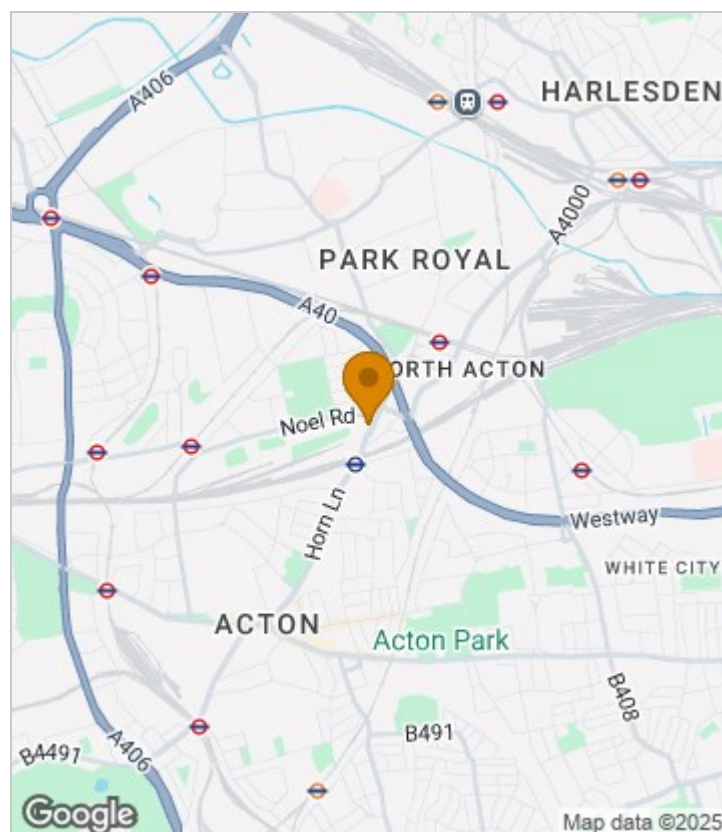 A406
HARLESDEN
A4000
PARK ROYAL
A40
ORTH ACTON
Noel Rd
Horn Ln
Westway
WHITE CITY
ACTON
Acton Park
B408
B491
B4491
A406
Google
Map data ©2025